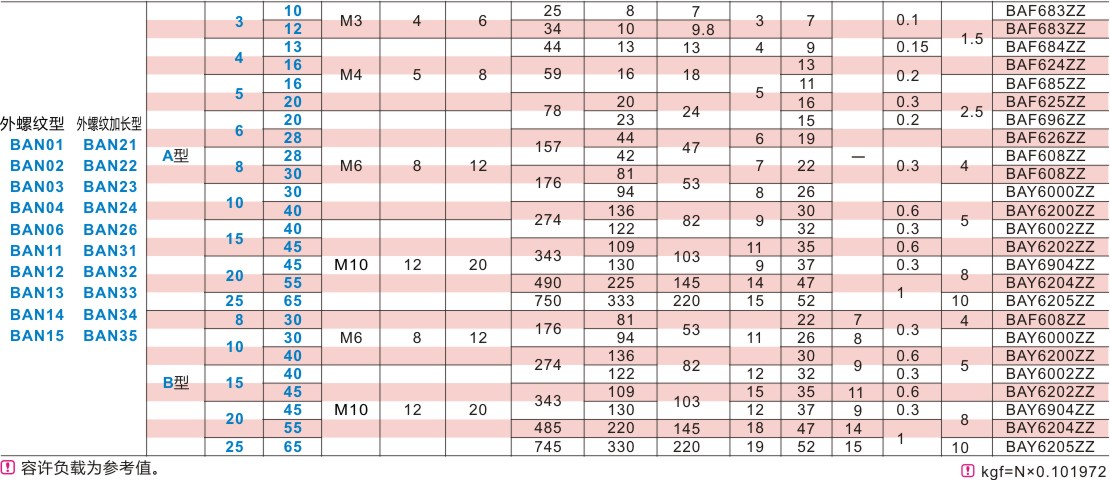 外螺纹型 外螺纹加长型
BAN01 BAN21
BAN02 BAN22
BAN03 BAN23
BAN04 BAN24
BAN06 BAN26
BAN11 BAN31
BAN12 BAN32
BAN13 BAN33
BAN14 BAN34
BAN15 BAN35
A型
3 10 M3 4 6 25 8 7 3 7 0.1 1.5 BAF683ZZ
12 34 10 9.8 BAF683ZZ
4 13 M4 5 8 44 13 13 4 9 0.15 BAF684ZZ
16 59 16 18 5 13 0.2 2.5 BAF624ZZ
5 16 11 BAF685ZZ
20 78 20 24 16 0.3 BAF625ZZ
6 20 M6 8 12 23 15 0.2 BAF696ZZ
28 157 44 47 6 19 — 0.3 4 BAF626ZZ
8 28 42 7 22 BAF608ZZ
30 176 81 53 BAF608ZZ
10 30 94 8 26 5 BAY6000ZZ
40 M10 12 20 274 136 82 9 30 0.6 BAY6200ZZ
15 40 122 32 0.3 BAY6002ZZ
45 343 109 103 11 35 0.6 BAY6202ZZ
20 45 130 9 37 0.3 8 BAY6904ZZ
55 490 225 145 14 47 1 BAY6204ZZ
25 65 750 333 220 15 52 10 BAY6205ZZ
B型
8 30 M6 8 12 176 81 53 11 22 7 0.3 4 BAF608ZZ
10 30 94 26 8 5 BAY6000ZZ
40 M10 12 20 274 136 82 30 9 0.6 BAY6200ZZ
15 40 122 12 32 0.3 BAY6002ZZ
45 343 109 103 15 35 11 0.6 BAY6202ZZ
20 45 130 12 37 9 0.3 8 BAY6904ZZ
55 485 220 145 18 47 14 1 BAY6204ZZ
25 65 745 330 220 19 52 15 10 BAY6205ZZ
! 容许负载为参考值。
! kgf=N×0.101972